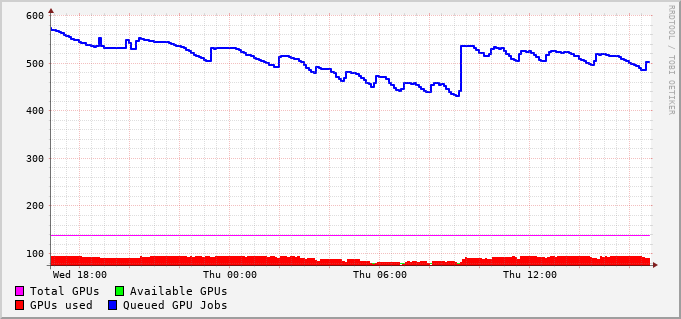 600
500
400
300
200
100
Wed 18:00 Thu 00:00 Thu 06:00 Thu 12:00
Total GPUs Available GPUs
GPUs used Queued GPU Jobs
RRDTOOL / TOBI OETIKER